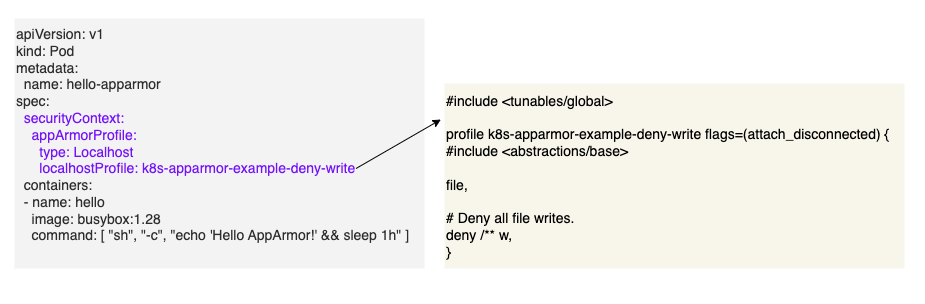 apiVersion: v1
kind: Pod
metadata:
  name: hello-apparmor
spec:
  securityContext:
    appArmorProfile:
      type: Localhost
      localhostProfile: k8s-apparmor-example-deny-write
  containers:
  - name: hello
    image: busybox:1.28
    command: [ "sh", "-c", "echo 'Hello AppArmor!' && sleep 1h" ]
#include <tunables/global>
profile k8s-apparmor-example-deny-write flags=(attach_disconnected) {
#include <abstractions/base>
file,
# Deny all file writes.
deny /** w,
}